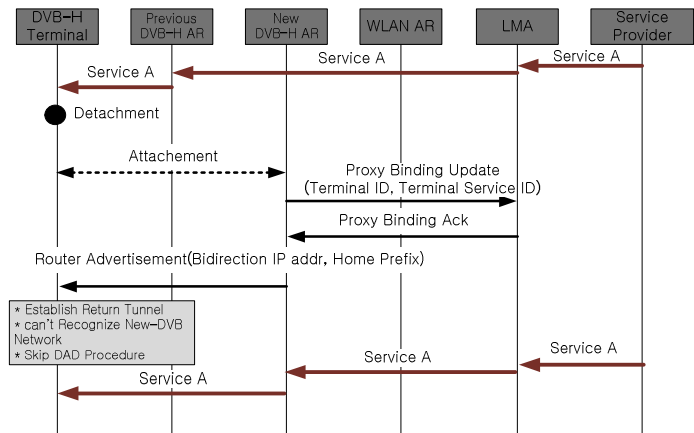 DVB-H
Terminal
Previous
DVB-H AR
New
DVB-H AR
WLAN AR
LMA
Service
Provider
Service A
Service A
Service A
Detachment
Attachement
Proxy Binding Update
(Terminal ID, Terminal Service ID)
Proxy Binding Ack
Router Advertisement(Bidirection IP addr, Home Prefix)
* Establish Return Tunnel
* can't Recognize New-DVB
Network
* Skip DAD Procedure
Service A
Service A
Service A